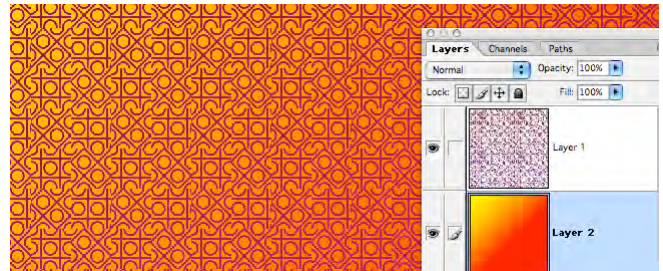 Layers Channels Paths
Normal Opacity: 100%
Lock: Fill: 100%
Layer 1
Layer 2